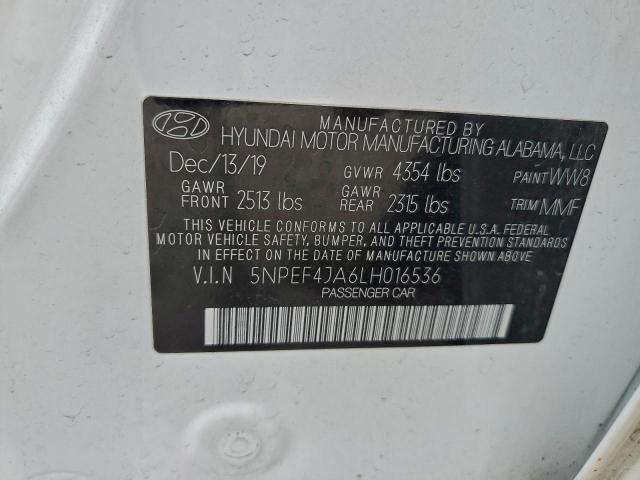 MANUFACTURED BY
HYUNDAI MOTOR MANUFACTURING ALABAMA, LLC
Dec/13/19 GVWR 4354 lbs PAINT WW8
GAWR FRONT 2513 lbs GAWR REAR 2315 lbs TRIM MMF
THIS VEHICLE CONFORMS TO ALL APPLICABLE U.S.A. FEDERAL
MOTOR VEHICLE SAFETY, BUMPER, AND THEFT PREVENTION
STANDARDS IN EFFECT ON THE DATE OF MANUFACTURE SHOWN ABOVE.
V.I.N 5NPEF4JA6LH016536
PASSENGER CAR